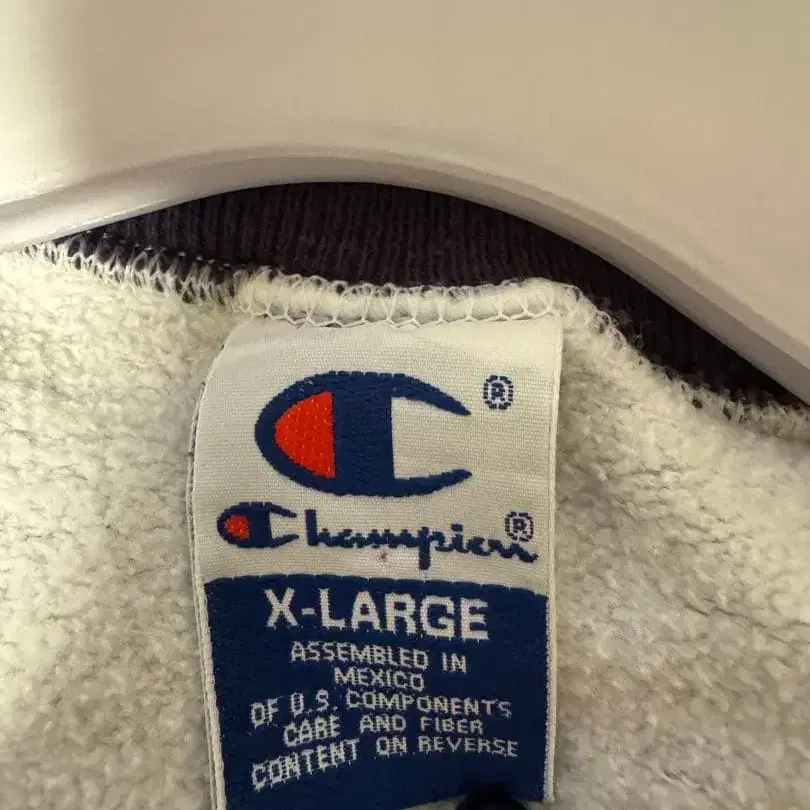 ®
Champion®
X-LARGE
ASSEMBLED IN
MEXICO
OF U.S. COMPONENTS
CARE AND FIBER
CONTENT ON REVERSE